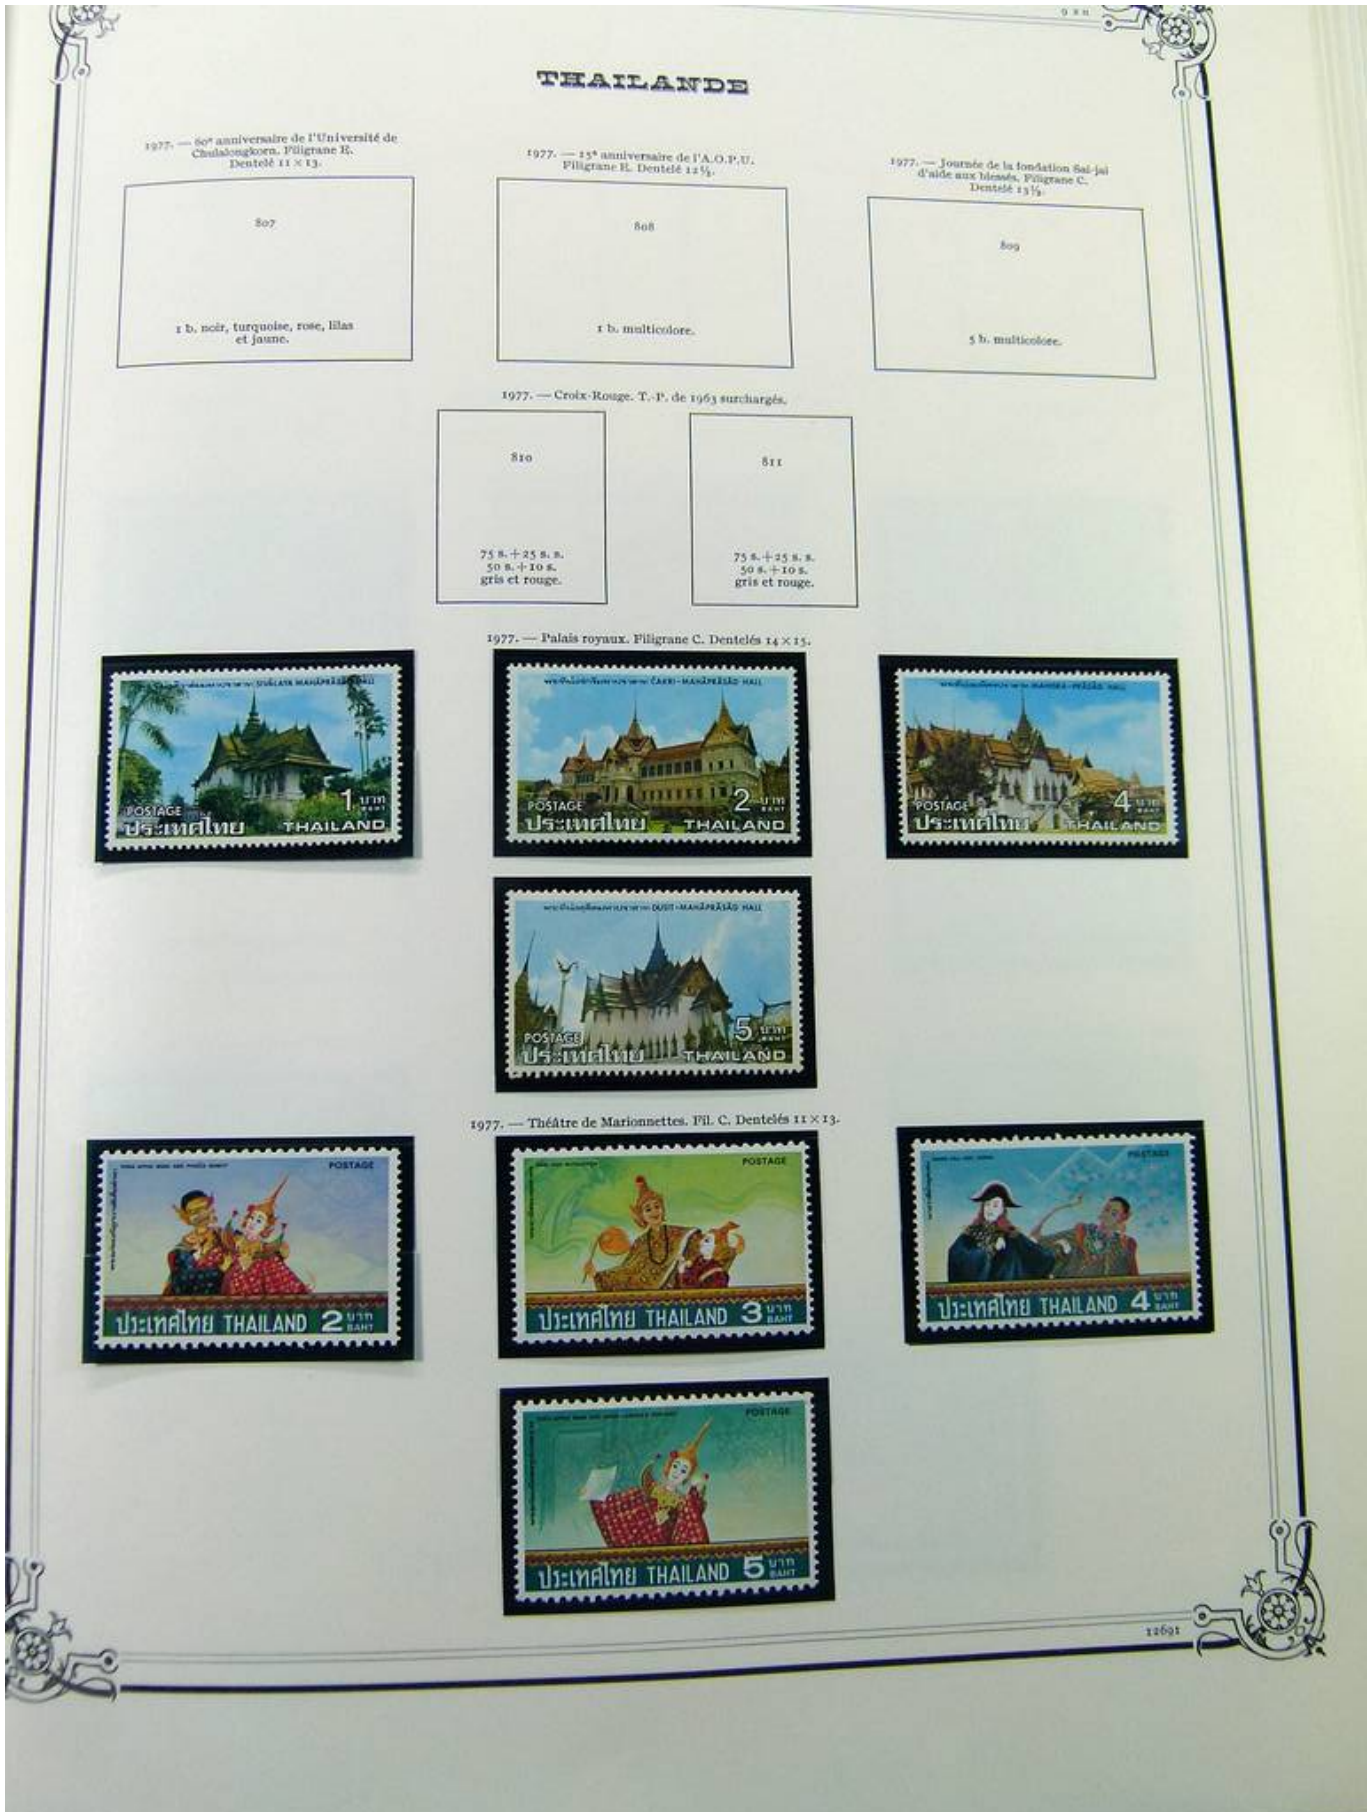 THAILANDE
1977. — 60e anniversaire de l'Université de
Chulalongkorn. Filigrane R.
Dentelé 11 × 13.
1977. — 15e anniversaire de l'A.O.P.U.
Filigrane R. Dentelé 12½.
1977. — Journée de la fondation Sai-jai
d'aide aux blessés. Filigrane C.
Dentelé 13½.
807
808
809
1 b. noir, turquoise, rose, lilas
et jaune.
1 b. multicolore.
5 b. multicolore.
1977. — Croix-Rouge. T.-P. de 1963 surchargés.
810
811
75 s.+25 s. s.
50 s.+10 s.
gris et rouge.
75 s.+25 s. s.
50 s.+10 s.
gris et rouge.
1977. — Palais royaux. Filigrane C. Dentelés 14 × 15.
SIVALAYA MAHĀPRĀSĀD HALL
POSTAGE 1 บาท
BAHT
ประเทศไทย THAILAND
CAKRI-MAHĀPRĀSĀD HALL
POSTAGE 2 บาท
BAHT
ประเทศไทย THAILAND
POSTAGE 4 บาท
BAHT
ประเทศไทย THAILAND
DUSIT-MAHĀPRĀSĀD HALL
POSTAGE 5 บาท
BAHT
ประเทศไทย THAILAND
1977. — Théâtre de Marionnettes. Fil. C. Dentelés 11 × 13.
POSTAGE
ประเทศไทย THAILAND 2 บาท
BAHT
POSTAGE
ประเทศไทย THAILAND 3 บาท
BAHT
POSTAGE
ประเทศไทย THAILAND 4 บาท
BAHT
POSTAGE
ประเทศไทย THAILAND 5 บาท
BAHT
12691